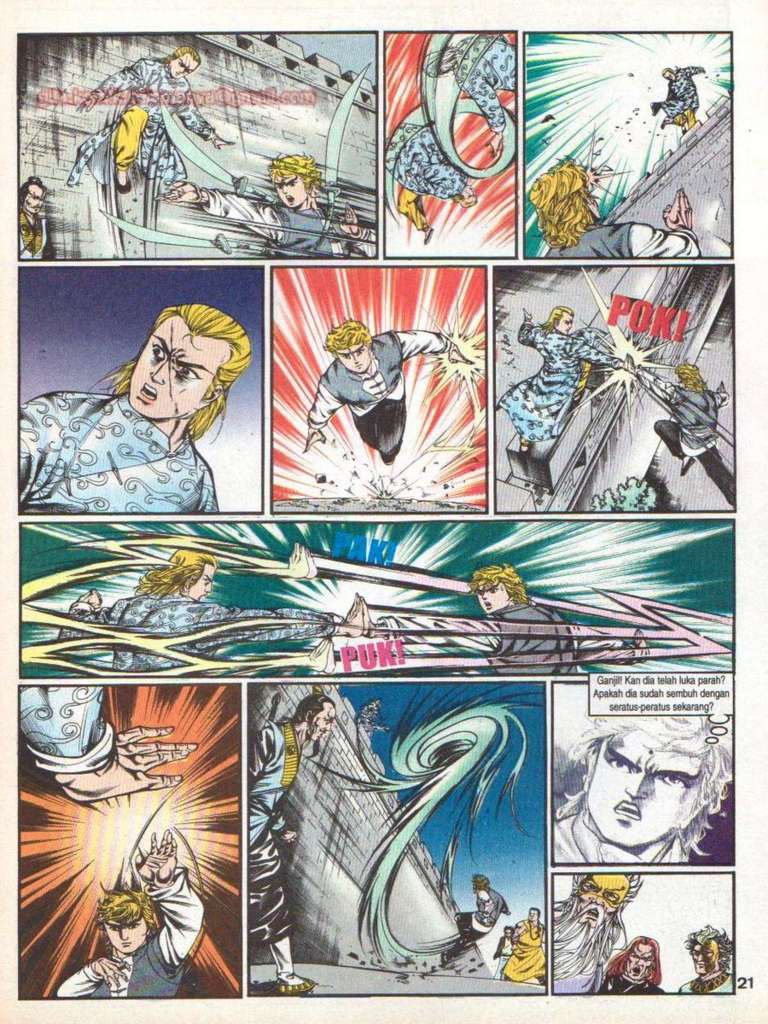 POK!
PAK!
PUK!
Ganjil! Kan dia telah luka parah?
Apakah dia sudah sembuh dengan
seratus-peratus sekarang?
21